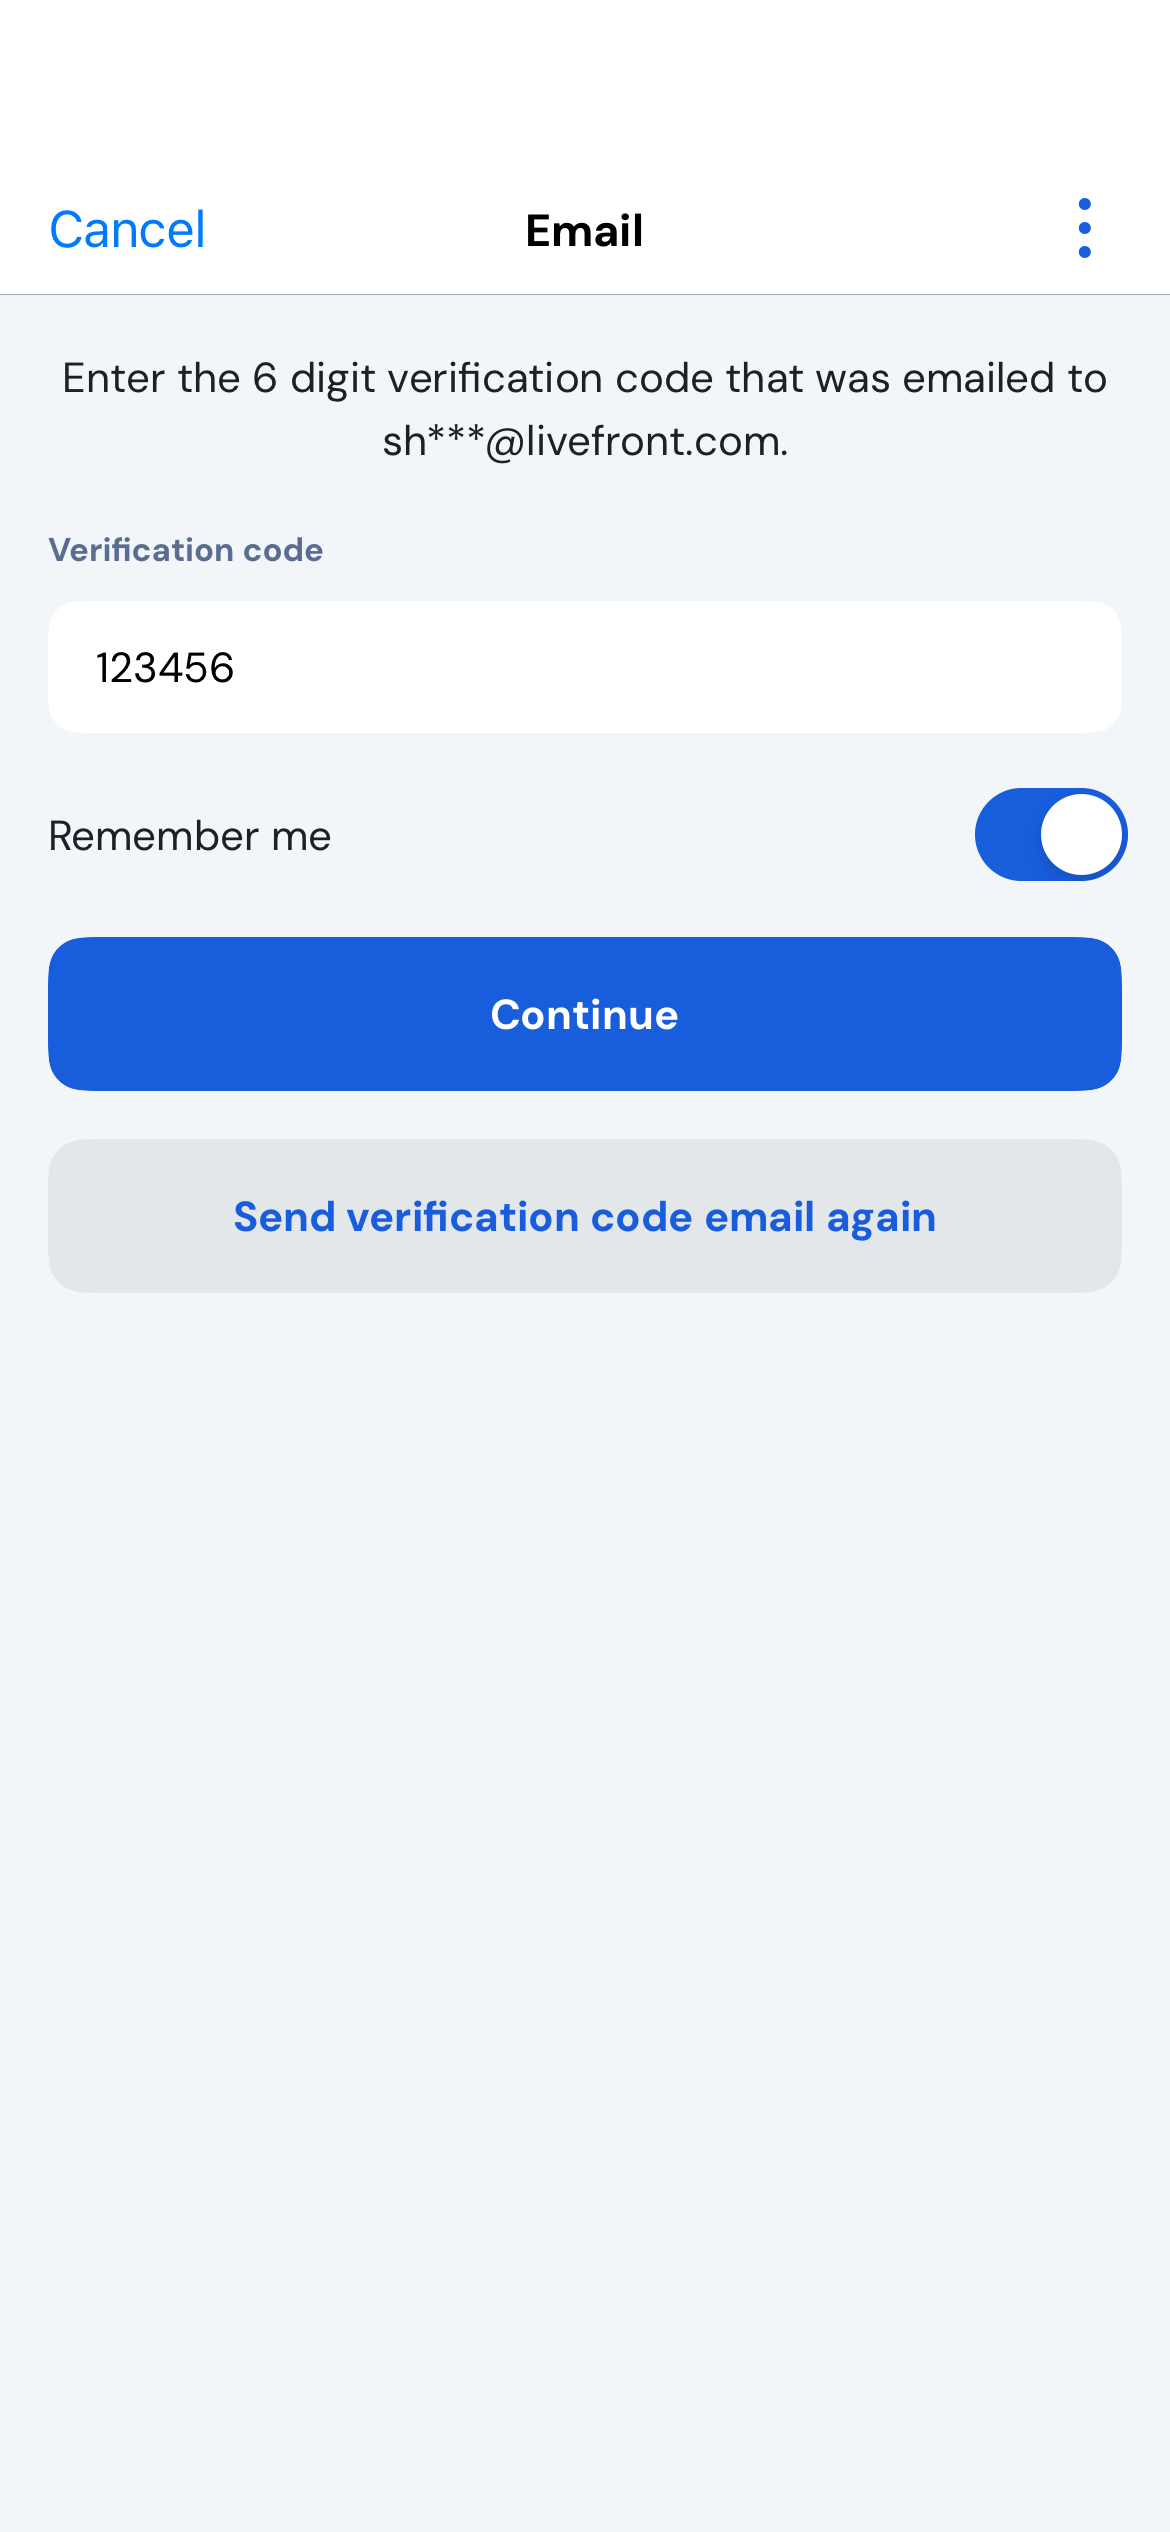 Cancel
Email
Enter the 6 digit verification code that was emailed to
sh***@livefront.com.
Verification code
123456
Remember me
Continue
Send verification code email again